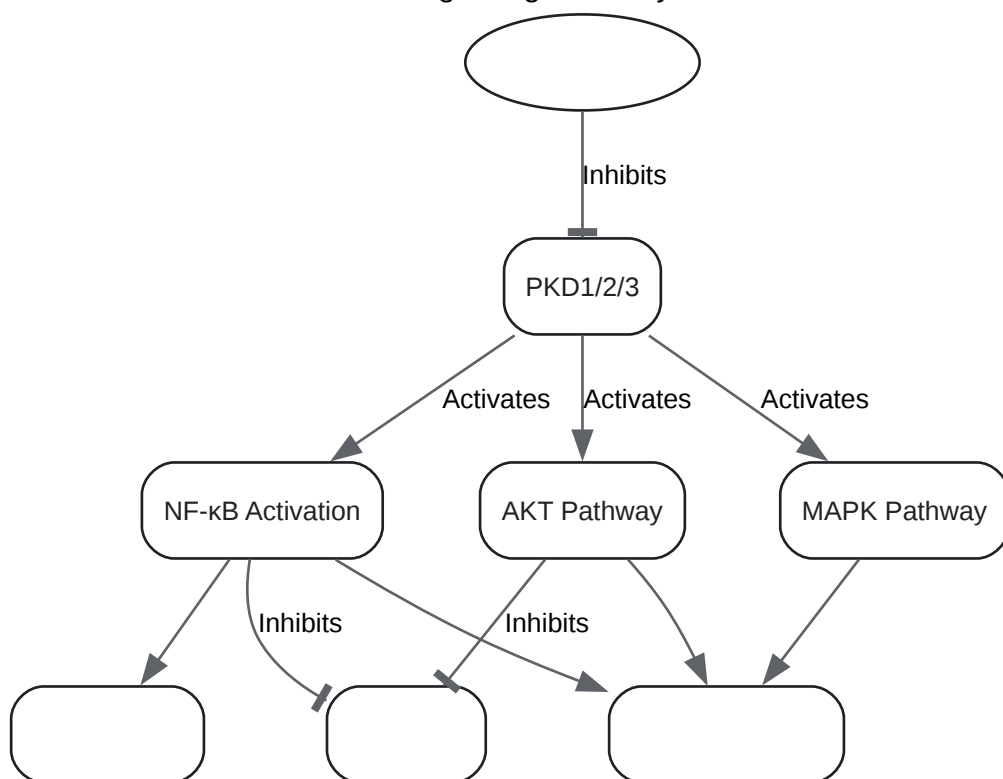 Inhibits
PKD1/2/3
Activates Activates Activates
NF-κB Activation AKT Pathway MAPK Pathway
Inhibits Inhibits